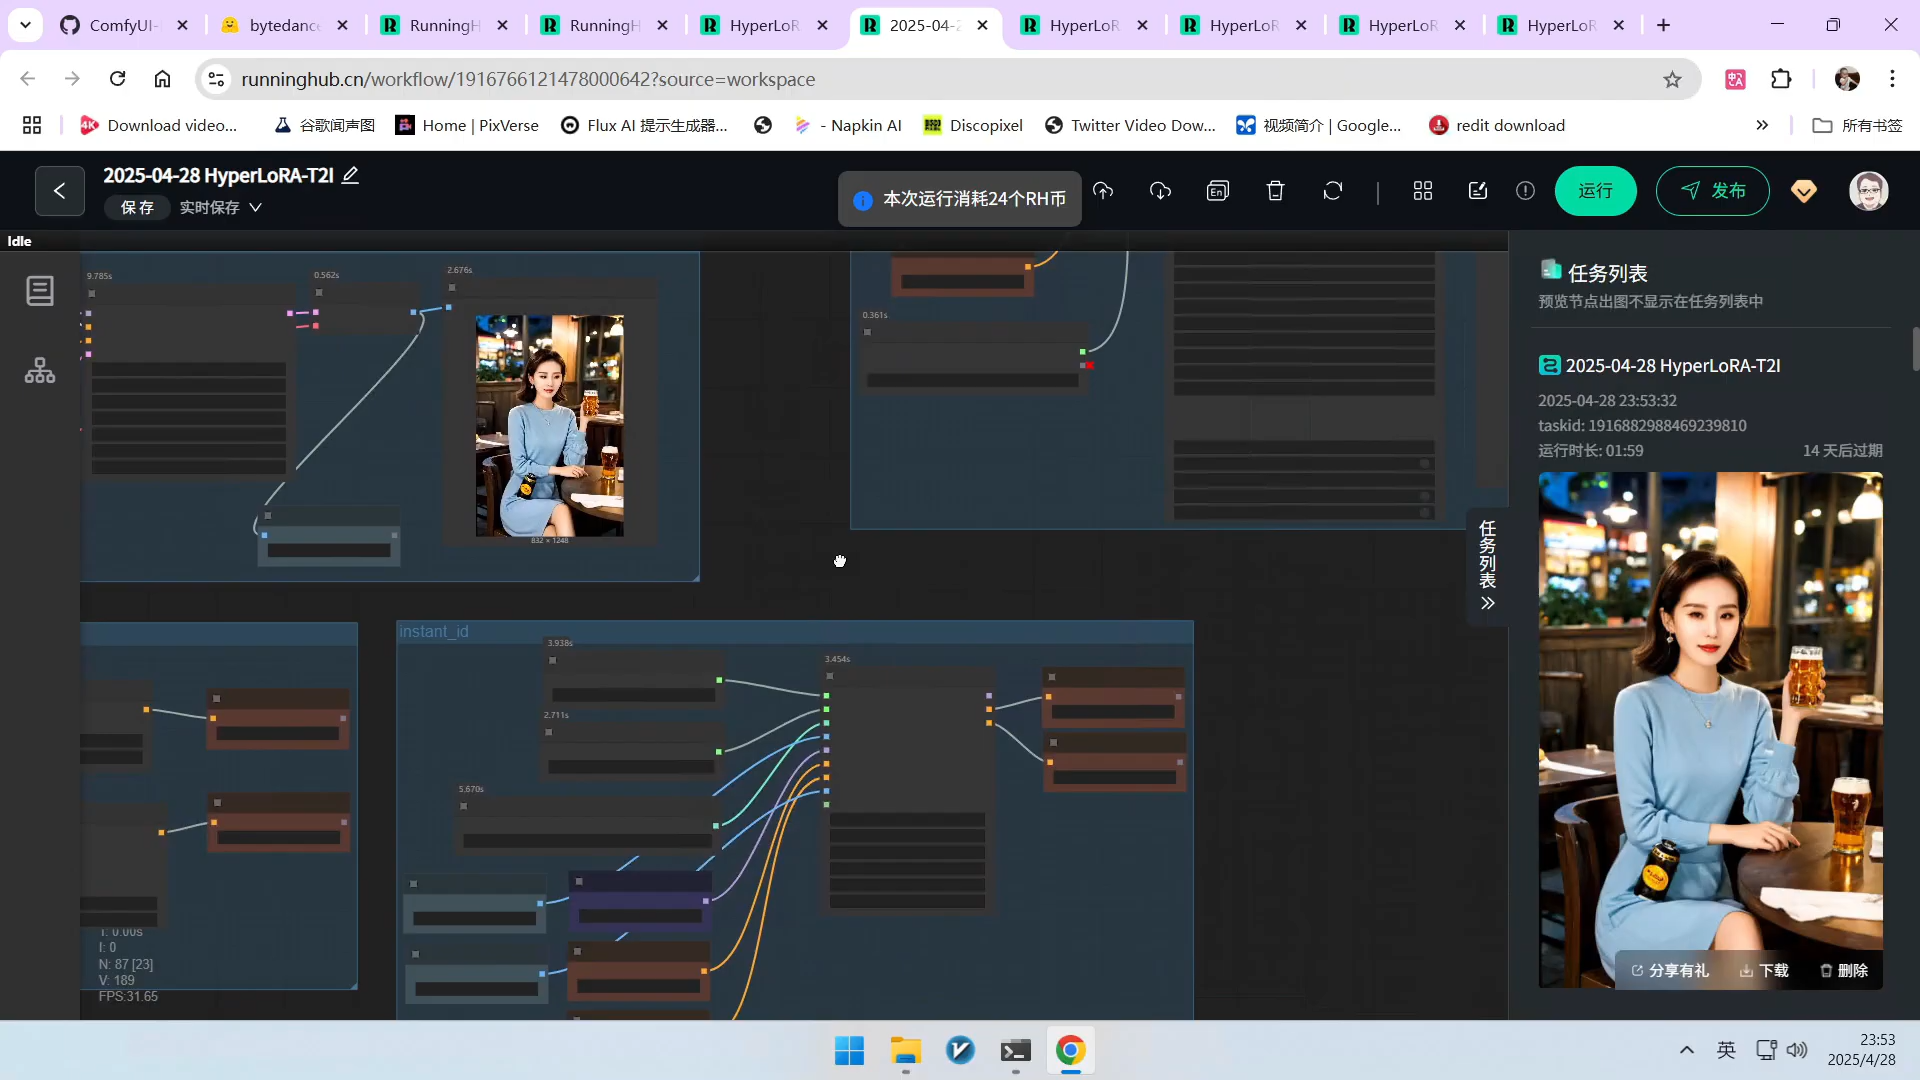 ComfyUI-
bytedance
RunningH
RunningH
HyperLoR
2025-04-2
HyperLoR
HyperLoR
HyperLoR
HyperLoR
runninghub.cn/workflow/1916766121478000642?source=workspace
Download video...
谷歌闻声图
Home | PixVerse
Flux AI 提示生成器...
- Napkin AI
Discopixel
Twitter Video Dow...
视频简介 | Google...
redit download
所有书签
2025-04-28 HyperLoRA-T2I
保存
实时保存
本次运行消耗24个RH币
En
运行
发布
Idle
9.785s
0.562s
2.676s
832 × 1248
0.361s
instant_id
3.938s
2.711s
5.670s
3.454s
T: 0.00s
I: 0
N: 87 [23]
V: 189
FPS:31.65
任务列表
任务列表
预览节点出图不显示在任务列表中
2025-04-28 HyperLoRA-T2I
2025-04-28 23:53:32
taskid: 1916882988469239810
运行时长: 01:59
14 天后过期
分享有礼
下载
删除
英
23:53
2025/4/28